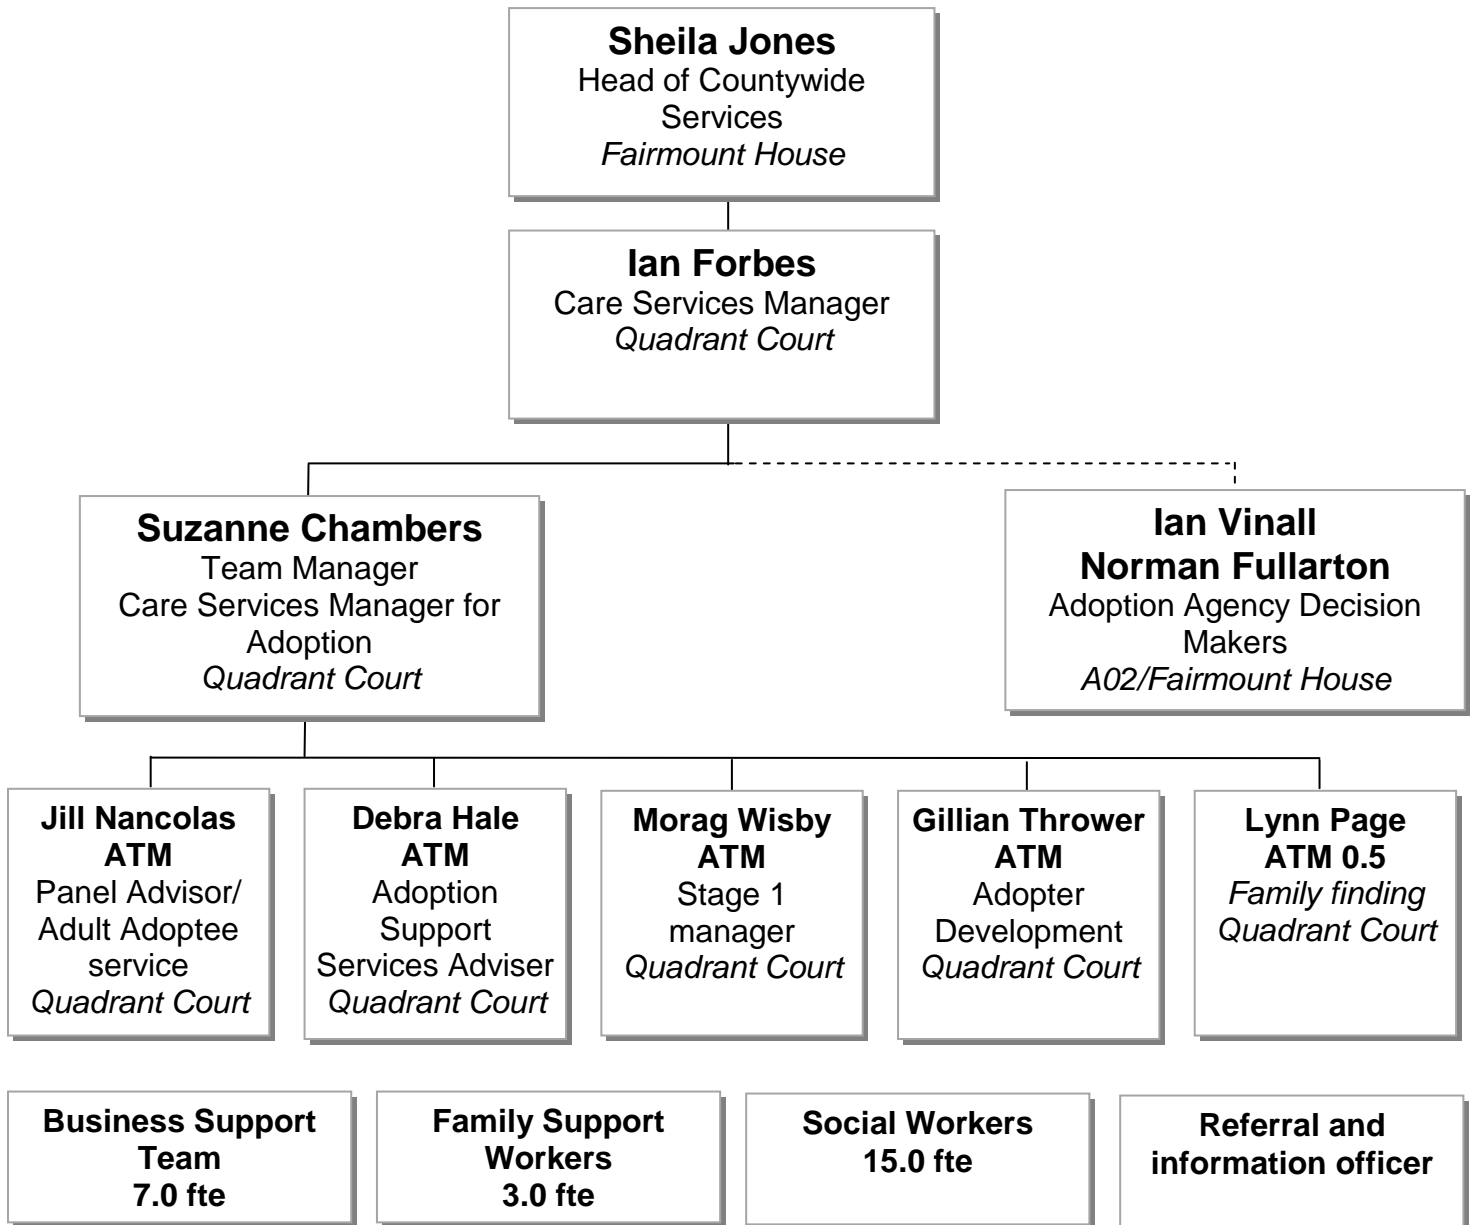 Sheila Jones
Head of Countywide
Services
Fairmount House
Ian Forbes
Care Services Manager
Quadrant Court
Suzanne Chambers
Team Manager
Care Services Manager for
Adoption
Quadrant Court
Ian Vinall
Norman Fullarton
Adoption Agency Decision
Makers
A02/Fairmount House
Jill Nancolas
ATM
Panel Advisor/
Adult Adoptee
service
Quadrant Court
Debra Hale
ATM
Adoption
Support
Services Adviser
Quadrant Court
Morag Wisby
ATM
Stage 1
manager
Quadrant Court
Gillian Thrower
ATM
Adopter
Development
Quadrant Court
Lynn Page
ATM 0.5
Family finding
Quadrant Court
Business Support
Team
7.0 fte
Family Support
Workers
3.0 fte
Social Workers
15.0 fte
Referral and
information officer